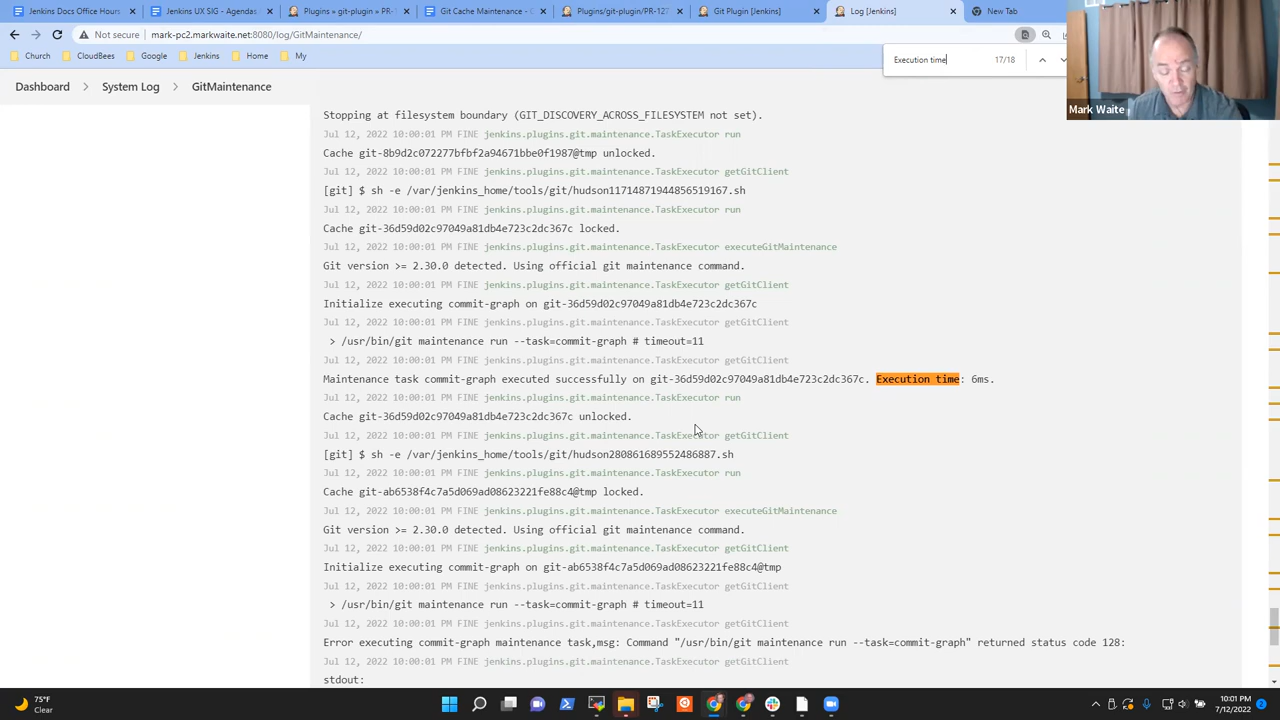 Jenkins Docs Office Hours
Jenkins UX SIG - Agendas
Plugins » git-plugin » PR-1
Git Cache Maintenance - C
Plugins/git-plugin/PR-127
Git Plugin [Jenkins]
Log [Jenkins]
New Tab
Not secure | mark-pc2.markwaite.net:8080/log/GitMaintenance/
Church CloudBees Google Jenkins Home My
Execution time 17/18
Dashboard > System Log > GitMaintenance
Mark Waite
Stopping at filesystem boundary (GIT_DISCOVERY_ACROSS_FILESYSTEM not set).
Jul 12, 2022 10:00:01 PM FINE jenkins.plugins.git.maintenance.TaskExecutor run
Cache git-8b9d2c072277bfbf2a94671bbe0f1987@tmp unlocked.
Jul 12, 2022 10:00:01 PM FINE jenkins.plugins.git.maintenance.TaskExecutor getGitClient
[git] $ sh -e /var/jenkins_home/tools/git/hudson11714871944856519167.sh
Jul 12, 2022 10:00:01 PM FINE jenkins.plugins.git.maintenance.TaskExecutor run
Cache git-36d59d02c97049a81db4e723c2dc367c locked.
Jul 12, 2022 10:00:01 PM FINE jenkins.plugins.git.maintenance.TaskExecutor executeGitMaintenance
Git version >= 2.30.0 detected. Using official git maintenance command.
Jul 12, 2022 10:00:01 PM FINE jenkins.plugins.git.maintenance.TaskExecutor getGitClient
Initialize executing commit-graph on git-36d59d02c97049a81db4e723c2dc367c
Jul 12, 2022 10:00:01 PM FINE jenkins.plugins.git.maintenance.TaskExecutor getGitClient
> /usr/bin/git maintenance run --task=commit-graph # timeout=11
Jul 12, 2022 10:00:01 PM FINE jenkins.plugins.git.maintenance.TaskExecutor getGitClient
Maintenance task commit-graph executed successfully on git-36d59d02c97049a81db4e723c2dc367c. Execution time: 6ms.
Jul 12, 2022 10:00:01 PM FINE jenkins.plugins.git.maintenance.TaskExecutor run
Cache git-36d59d02c97049a81db4e723c2dc367c unlocked.
Jul 12, 2022 10:00:01 PM FINE jenkins.plugins.git.maintenance.TaskExecutor getGitClient
[git] $ sh -e /var/jenkins_home/tools/git/hudson280861689552486887.sh
Jul 12, 2022 10:00:01 PM FINE jenkins.plugins.git.maintenance.TaskExecutor run
Cache git-ab6538f4c7a5d069ad08623221fe88c4@tmp locked.
Jul 12, 2022 10:00:01 PM FINE jenkins.plugins.git.maintenance.TaskExecutor executeGitMaintenance
Git version >= 2.30.0 detected. Using official git maintenance command.
Jul 12, 2022 10:00:01 PM FINE jenkins.plugins.git.maintenance.TaskExecutor getGitClient
Initialize executing commit-graph on git-ab6538f4c7a5d069ad08623221fe88c4@tmp
Jul 12, 2022 10:00:01 PM FINE jenkins.plugins.git.maintenance.TaskExecutor getGitClient
> /usr/bin/git maintenance run --task=commit-graph # timeout=11
Jul 12, 2022 10:00:01 PM FINE jenkins.plugins.git.maintenance.TaskExecutor getGitClient
Error executing commit-graph maintenance task,msg: Command "/usr/bin/git maintenance run --task=commit-graph" returned status code 128:
Jul 12, 2022 10:00:01 PM FINE jenkins.plugins.git.maintenance.TaskExecutor getGitClient
stdout:
75°F
Clear
10:01 PM
7/12/2022